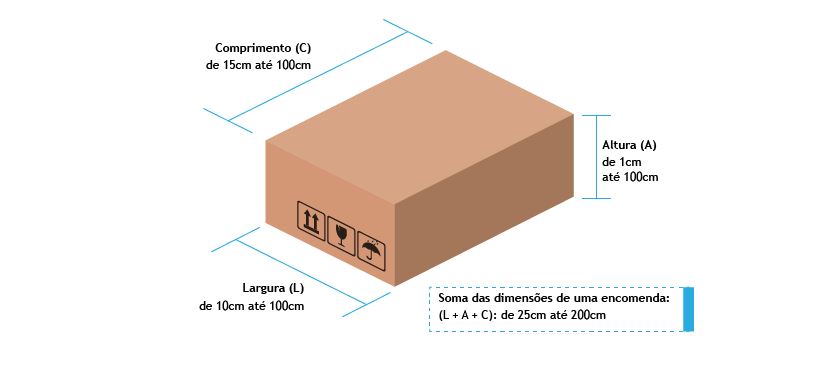 Comprimento (C)
de 15cm até 100cm
Altura (A)
de 1cm
até 100cm
Largura (L)
de 10cm até 100cm
Soma das dimensões de uma encomenda:
(L + A + C): de 25cm até 200cm